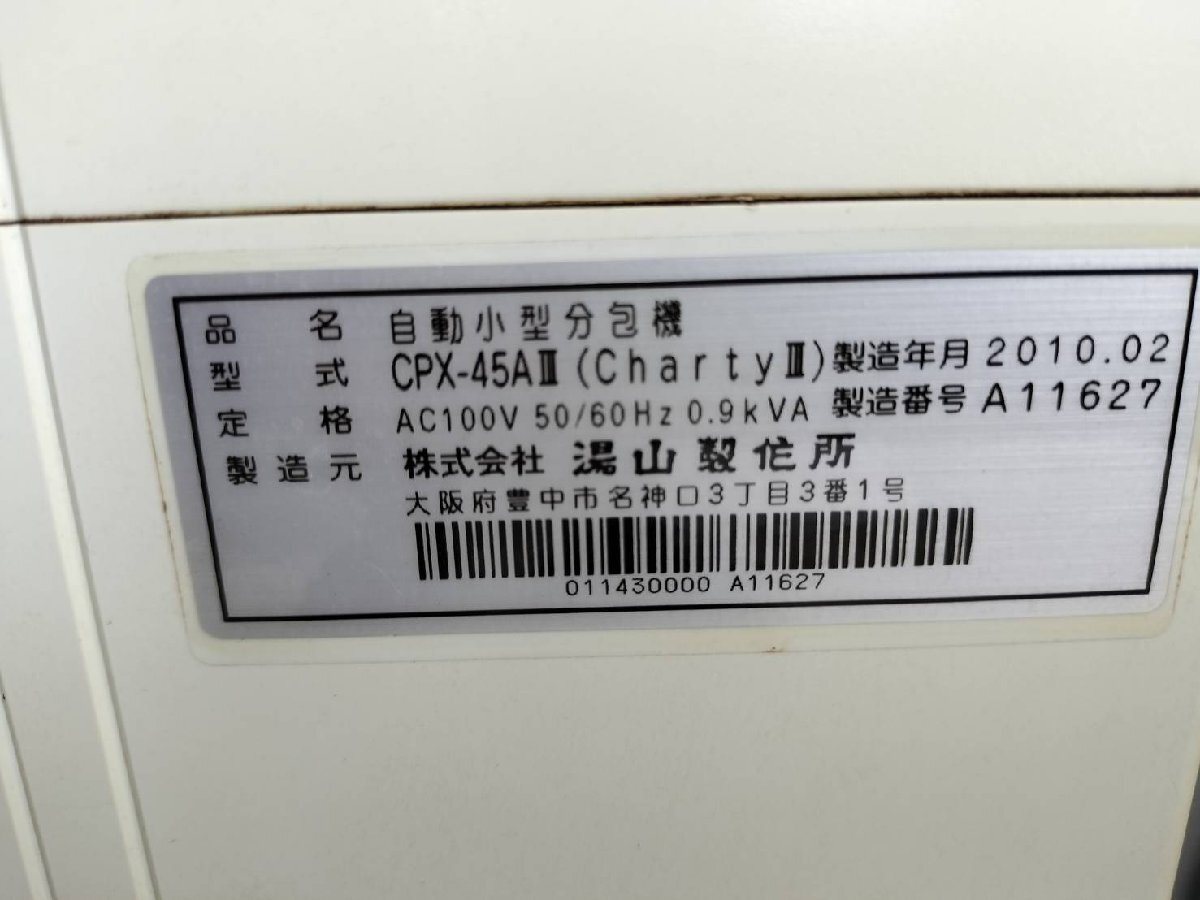 品名 自動小型分包機
型式 CPX-45AⅢ (ChartyⅢ) 製造年月 2010.02
定格 AC100V 50/60Hz 0.9kVA 製造番号 A11627
製造元 株式会社 湯山製作所
大阪府豊中市名神口3丁目3番1号
011430000 A11627